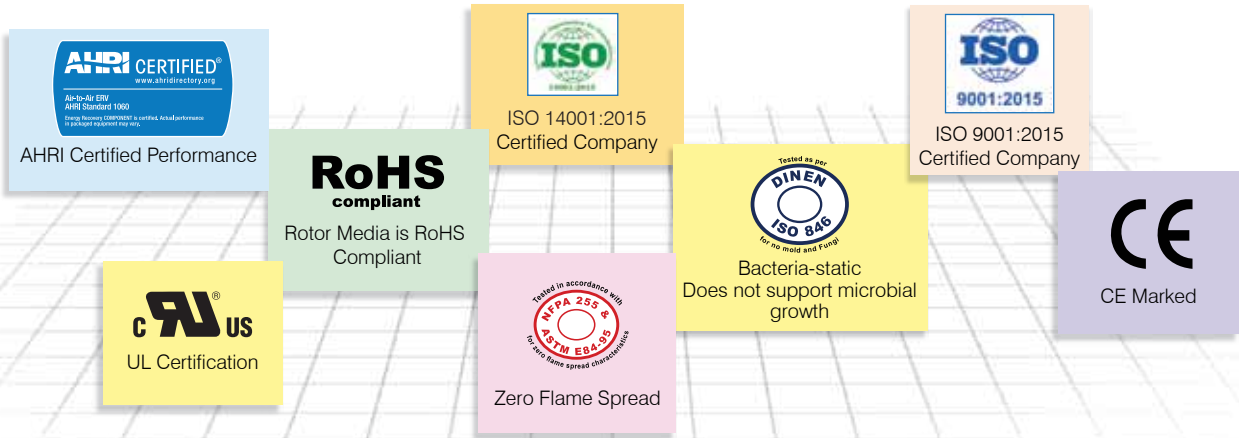 AHRI CERTIFIED®
www.ahridirectory.org
Air-to-Air ERV
AHRI Standard 1060
Energy Recovery COMPONENT is certified. Actual performance
in packaged equipment may vary.
AHRI Certified Performance
RoHS
compliant
Rotor Media is RoHS
Compliant
C RU® US
UL Certification
ISO
ISO 14001:2015
Certified Company
Tested in accordance with
NFPA 255 &
ASTM E84-95
for zero flame spread characteristics
Zero Flame Spread
Tested as per
DINEN
ISO 846
for no mold and Fungi
Bacteria-static
Does not support microbial
growth
ISO
9001:2015
ISO 9001:2015
Certified Company
CE
CE Marked